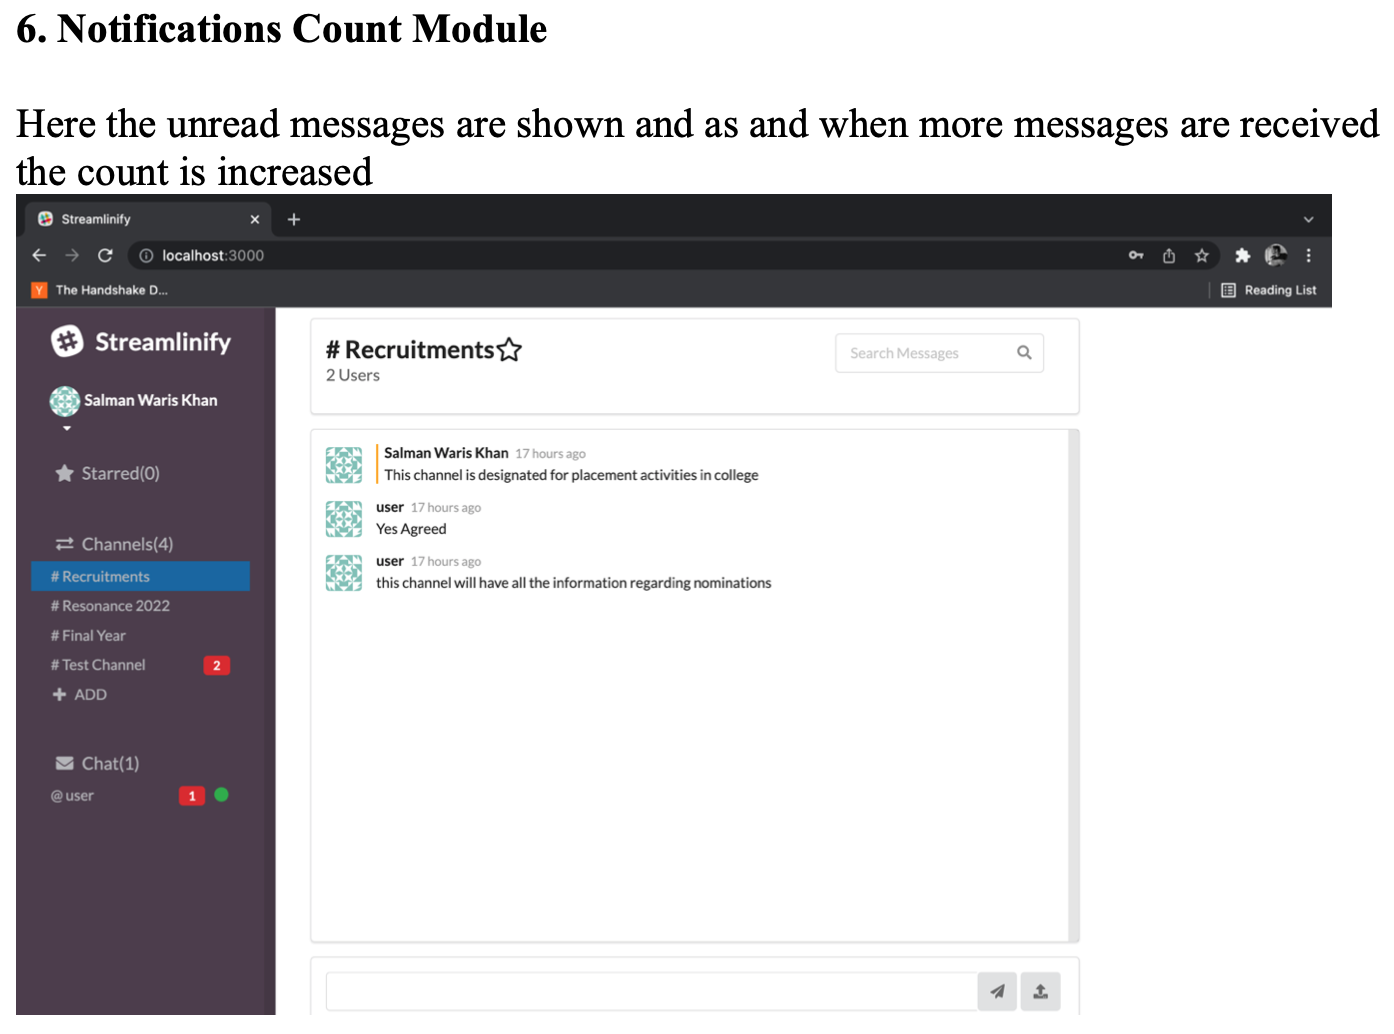 6. Notifications Count Module
Here the unread messages are shown and as and when more messages are received
the count is increased
Streamlinify
localhost:3000
Y The Handshake D...
Reading List
Streamlinify
Salman Waris Khan
Starred(0)
Channels(4)
# Recruitments
# Resonance 2022
# Final Year
# Test Channel 2
+ ADD
Chat(1)
@ user 1
# Recruitments
2 Users
Search Messages
Salman Waris Khan 17 hours ago
This channel is designated for placement activities in college
user 17 hours ago
Yes Agreed
user 17 hours ago
this channel will have all the information regarding nominations